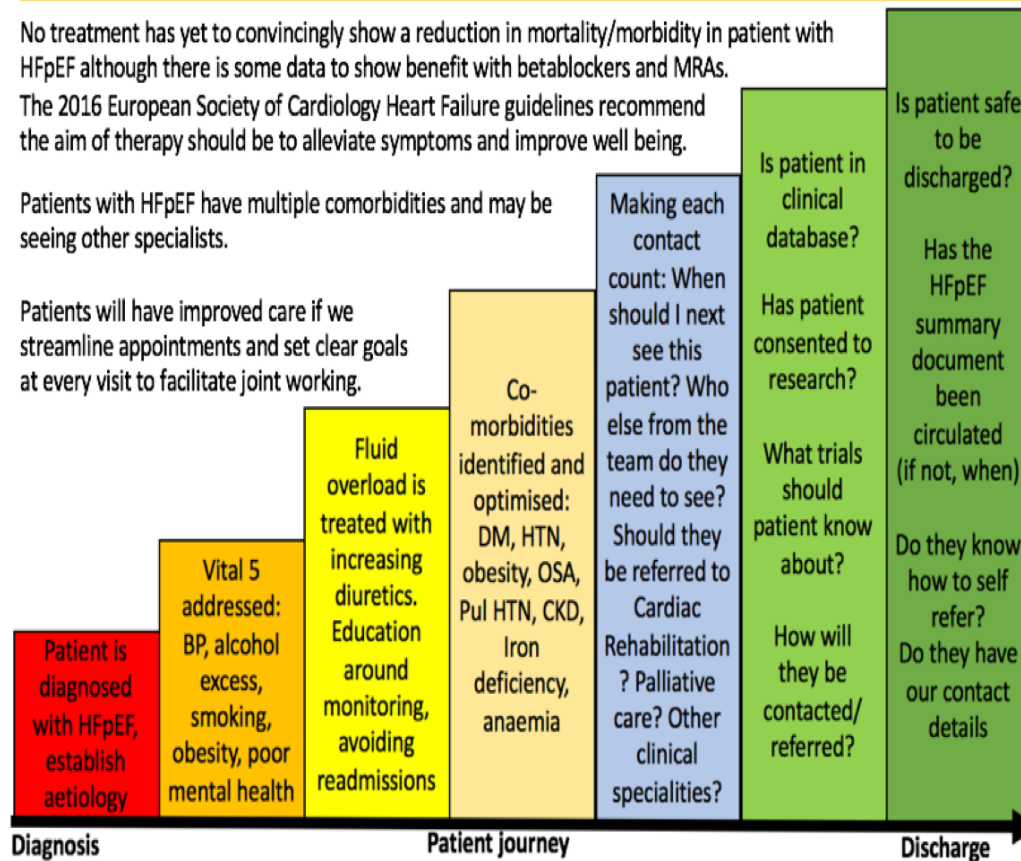 No treatment has yet to convincingly show a reduction in mortality/morbidity in patient with
HFpEF although there is some data to show benefit with betablockers and MRAs.
The 2016 European Society of Cardiology Heart Failure guidelines recommend
the aim of therapy should be to alleviate symptoms and improve well being.
Patients with HFpEF have multiple comorbidities and may be
seeing other specialists.
Patients will have improved care if we
streamline appointments and set clear goals
at every visit to facilitate joint working.
Patient is
diagnosed
with HFpEF,
establish
aetiology
Vital 5
addressed:
BP, alcohol
excess,
smoking,
obesity, poor
mental health
Fluid
overload is
treated with
increasing
diuretics.
Education
around
monitoring,
avoiding
readmissions
Co-
morbidities
identified and
optimised:
DM, HTN,
obesity, OSA,
Pul HTN, CKD,
Iron
deficiency,
anaemia
Making each
contact
count: When
should I next
see this
patient? Who
else from the
team do they
need to see?
Should they
be referred to
Cardiac
Rehabilitation
? Palliative
care? Other
clinical
specialities?
Is patient in
clinical
database?
Has patient
consented to
research?
What trials
should
patient know
about?
How will
they be
contacted/
referred?
Is patient safe
to be
discharged?
Has the
HFpEF
summary
document
been
circulated
(if not, when)
Do they know
how to self
refer?
Do they have
our contact
details
Diagnosis
Patient journey
Discharge